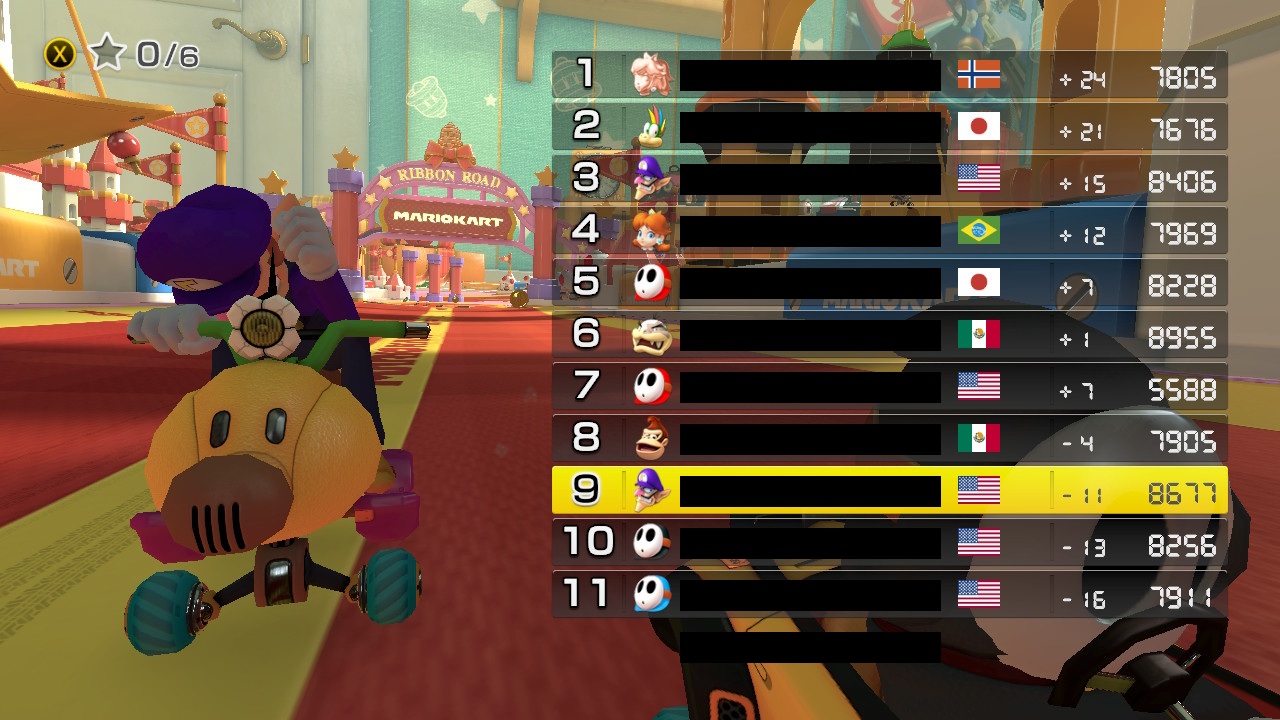 X 0/6
RIBBON ROAD
MARIOKART
ART
1 + 24 7805
2 + 21 7676
3 + 15 8406
4 + 12 7969
5 + 7 8228
6 + 1 8955
7 + 7 5588
8 - 4 7905
9 - 11 8677
10 - 13 8256
11 - 16 7911